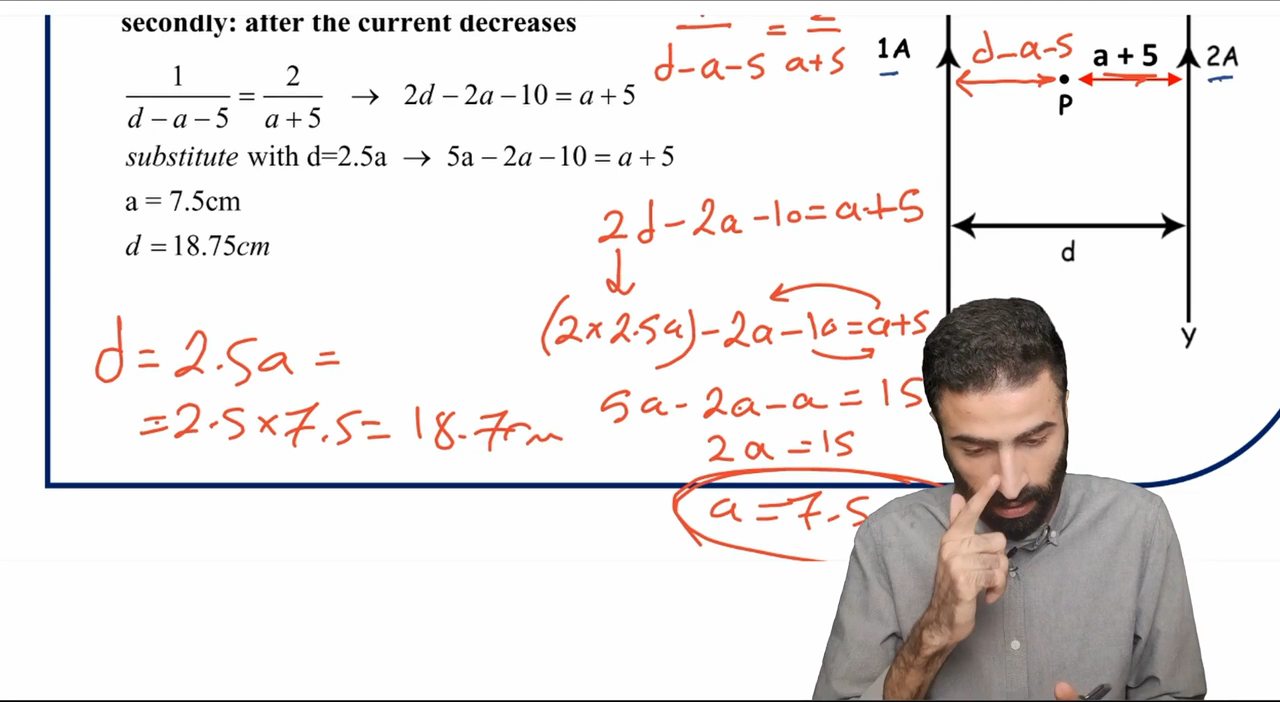 secondly: after the current decreases
1/(d − a − 5) = 2/(a + 5) → 2d − 2a − 10 = a + 5
substitute with d=2.5a → 5a − 2a − 10 = a + 5
a = 7.5cm
d = 18.75cm
d = 2.5a =
= 2.5 × 7.5 = 18.7cm
= 2
d-a-5 a+5
2d - 2a - 10 = a+5
↓
(2×2.5a) - 2a - 10 = a+5
5a - 2a - a = 15
2a = 15
a = 7.5
1A
d-a-5
a + 5
2A
P
d
y